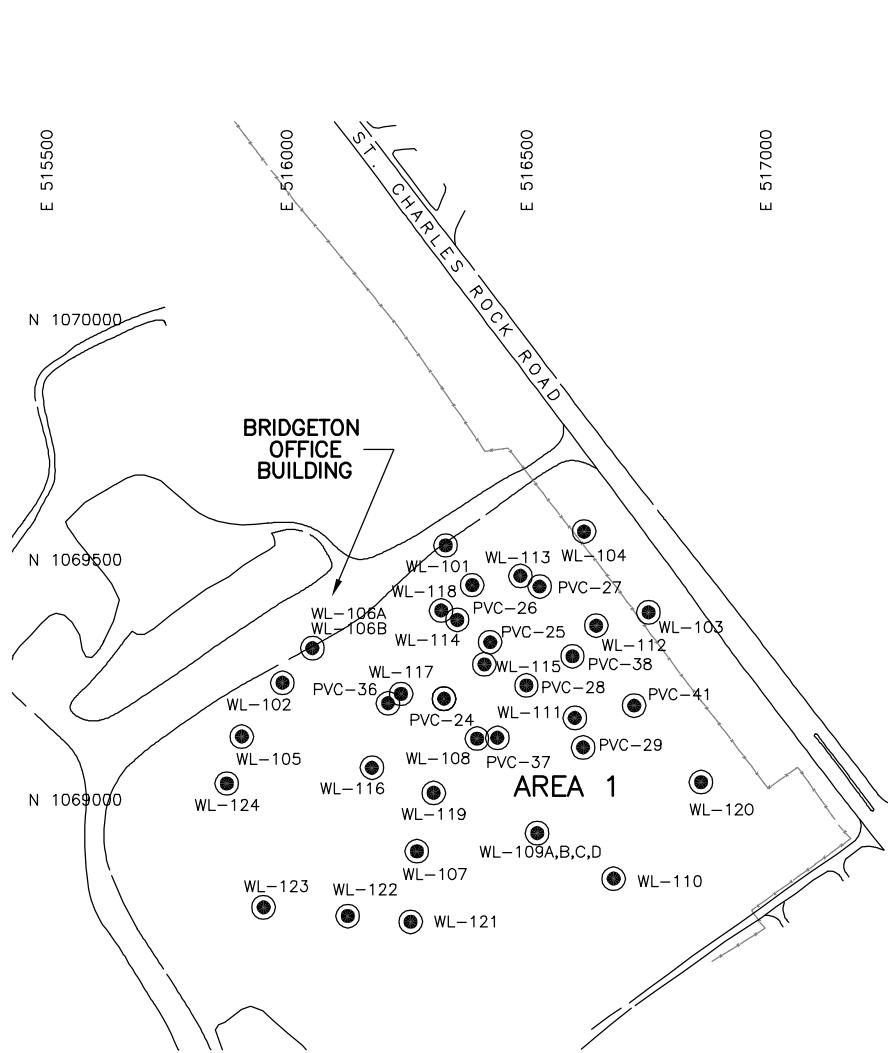 E 515500
E 516000
E 516500
E 517000
ST. CHARLES ROCK ROAD
N 1070000
BRIDGETON
OFFICE
BUILDING
N 1069500
WL-101
WL-113
WL-104
WL-118
PVC-26
PVC-27
WL-106A
WL-106B
WL-114
PVC-25
WL-112
WL-103
WL-117
WL-115
PVC-38
PVC-36
PVC-28
PVC-41
WL-102
PVC-24
WL-111
WL-105
WL-108
PVC-37
PVC-29
WL-116
AREA 1
N 1069000
WL-124
WL-119
WL-120
WL-109A,B,C,D
WL-107
WL-110
WL-123
WL-122
WL-121